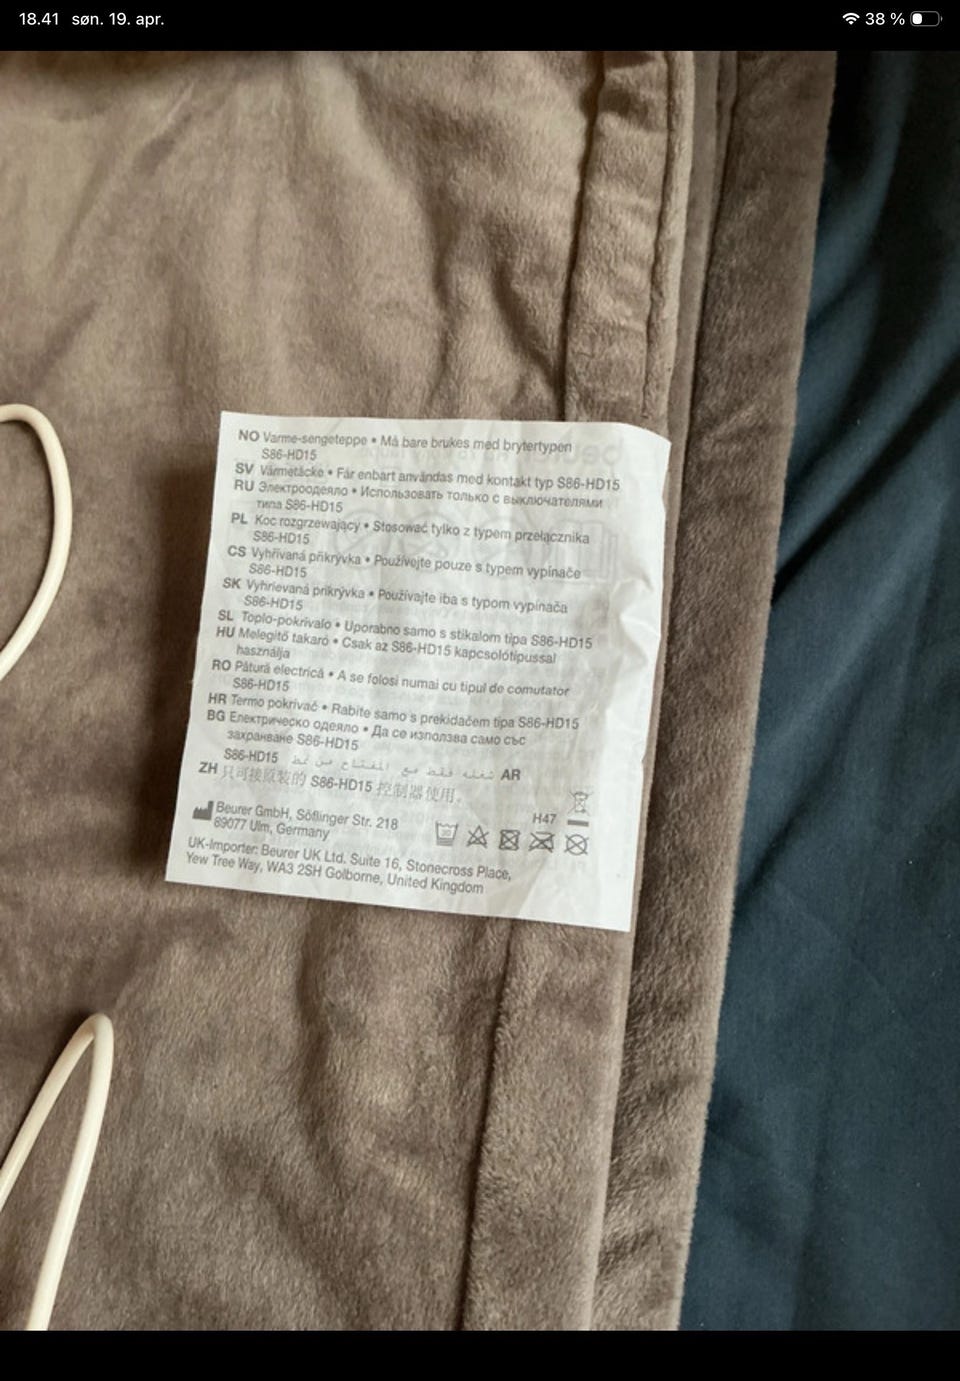 18.41 søn. 19. apr.
38 %
NO Varme-sengeteppe • Må bare brukes med brytertypen
S86-HD15
SV Värmetäcke • Får enbart användas med kontakt typ S86-HD15
RU Электроодеяло • Использовать только с выключателями
типа S86-HD15
PL Koc rozgrzewający • Stosować tylko z typem przełącznika
S86-HD15
CS Vyhřívaná přikrývka • Používejte pouze s typem vypínače
S86-HD15
SK Vyhrievaná prikrývka • Používajte iba s typom vypínača
S86-HD15
SL Toplo-pokrivalo • Uporabno samo s stikalom tipa S86-HD15
HU Melegítő takaró • Csak az S86-HD15 kapcsolótípussal
használja
RO Pătură electrică • A se folosi numai cu tipul de comutator
S86-HD15
HR Termo pokrivač • Rabite samo s prekidačem tipa S86-HD15
BG Електрическо одеяло • Да се използва само със
захранване S86-HD15
S86-HD15 فقط مع المفتاح من نمط AR
ZH 只可接原装的 S86-HD15 控制器使用。
Beurer GmbH, Söflinger Str. 218
89077 Ulm, Germany
H47
30
UK-Importer: Beurer UK Ltd. Suite 16, Stonecross Place,
Yew Tree Way, WA3 2SH Golborne, United Kingdom